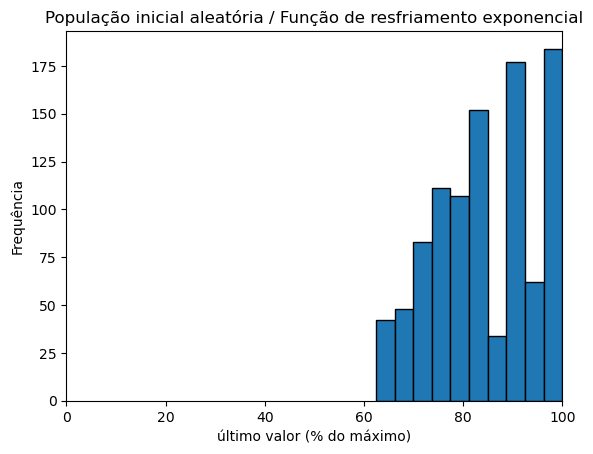 População inicial aleatória / Função de resfriamento exponencial
175
150
125
100
75
50
25
0
Frequência
0 20 40 60 80 100
último valor (% do máximo)